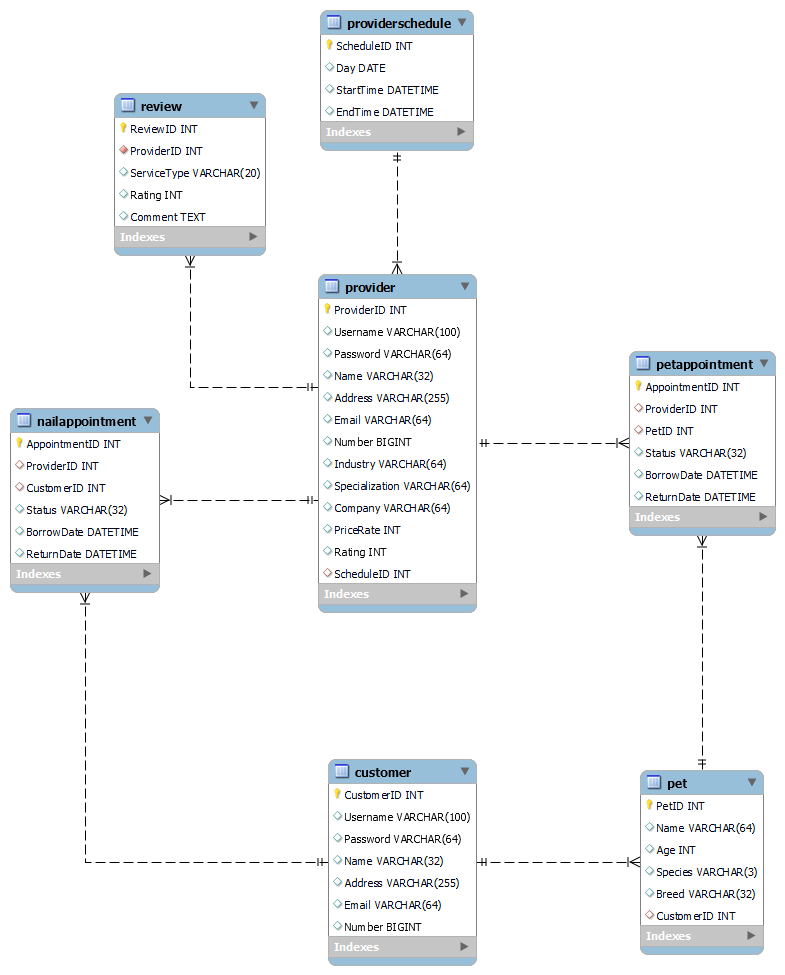 providerschedule
ScheduleID INT
Day DATE
StartTime DATETIME
EndTime DATETIME
Indexes
review
ReviewID INT
ProviderID INT
ServiceType VARCHAR(20)
Rating INT
Comment TEXT
Indexes
provider
ProviderID INT
Username VARCHAR(100)
Password VARCHAR(64)
Name VARCHAR(32)
Address VARCHAR(255)
Email VARCHAR(64)
Number BIGINT
Industry VARCHAR(64)
Specialization VARCHAR(64)
Company VARCHAR(64)
PriceRate INT
Rating INT
ScheduleID INT
Indexes
petappointment
AppointmentID INT
ProviderID INT
PetID INT
Status VARCHAR(32)
BorrowDate DATETIME
ReturnDate DATETIME
Indexes
nailappointment
AppointmentID INT
ProviderID INT
CustomerID INT
Status VARCHAR(32)
BorrowDate DATETIME
ReturnDate DATETIME
Indexes
customer
CustomerID INT
Username VARCHAR(100)
Password VARCHAR(64)
Name VARCHAR(32)
Address VARCHAR(255)
Email VARCHAR(64)
Number BIGINT
Indexes
pet
PetID INT
Name VARCHAR(64)
Age INT
Species VARCHAR(3)
Breed VARCHAR(32)
CustomerID INT
Indexes